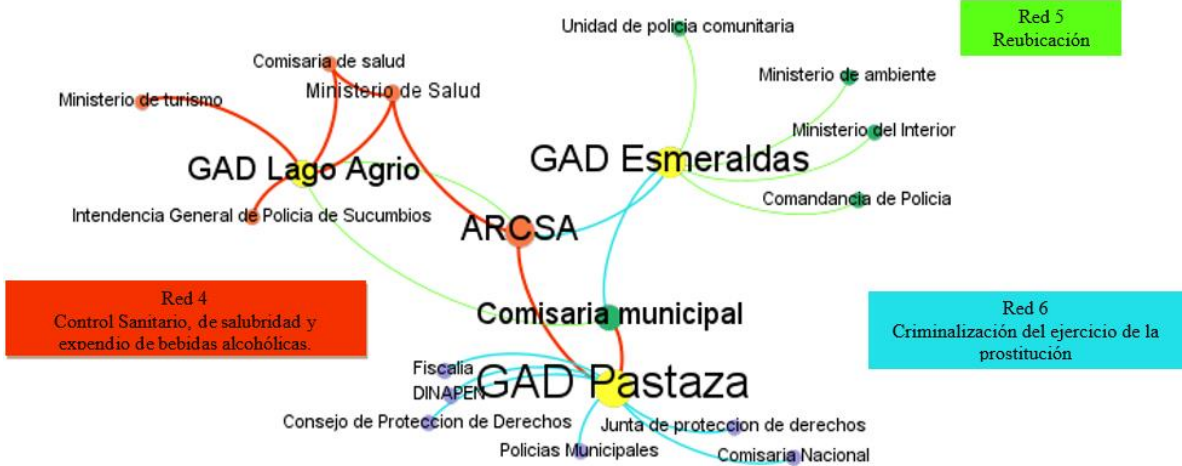 Red 5
Reubicación
Unidad de policia comunitaria
Comisaria de salud
Ministerio de Salud
Ministerio de turismo
Ministerio de ambiente
Ministerio del Interior
GAD Esmeraldas
GAD Lago Agrio
Comandancia de Policia
Intendencia General de Policia de Sucumbios
ARCSA
Red 4
Control Sanitario, de salubridad y
expendio de bebidas alcohólicas.
Comisaria municipal
Red 6
Criminalización del ejercicio de la
prostitución
Fiscalia
GAD Pastaza
DINAPEN
Consejo de Proteccion de Derechos
Junta de proteccion de derechos
Policias Municipales
Comisaria Nacional